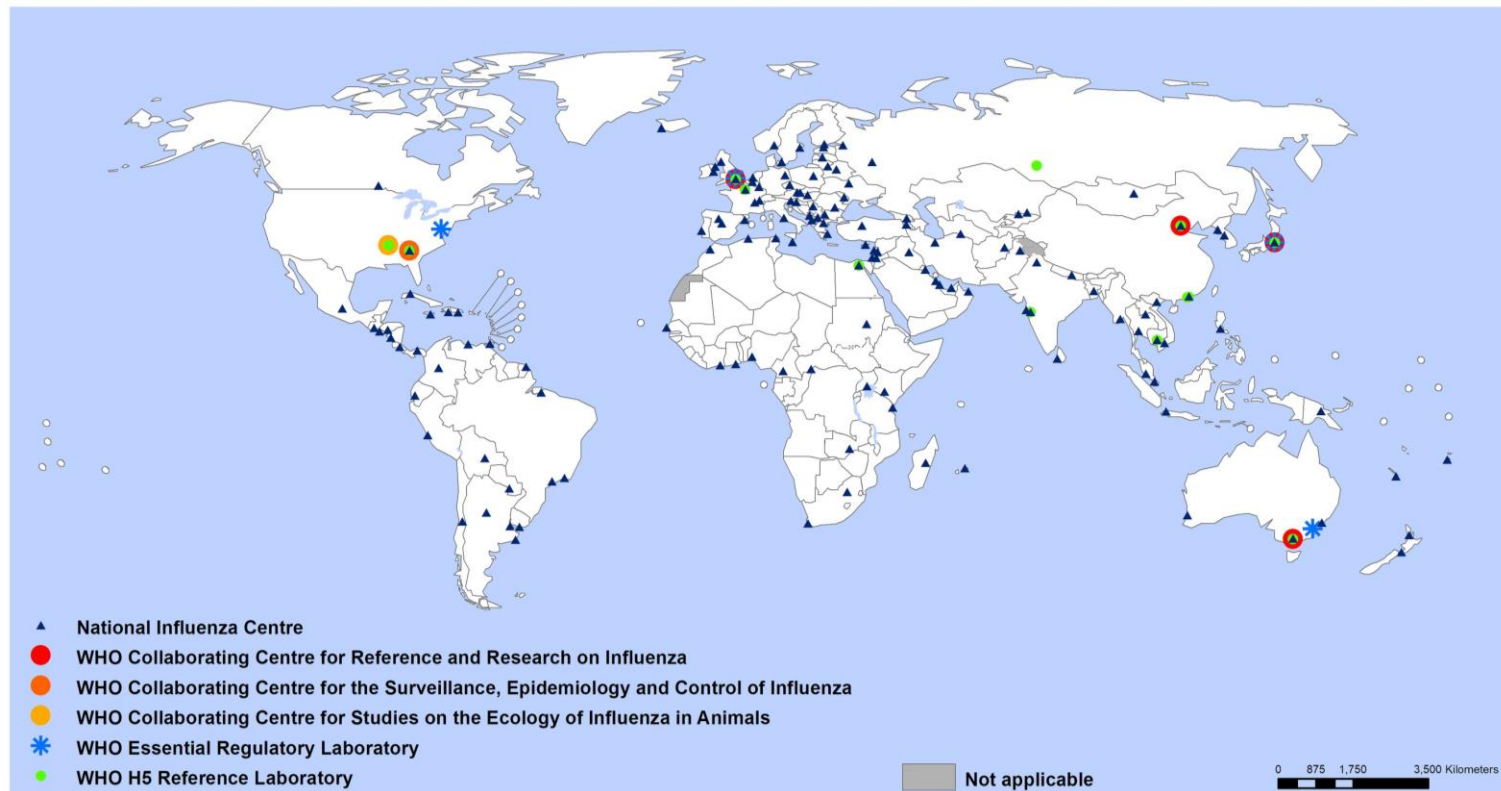 National Influenza Centre
WHO Collaborating Centre for Reference and Research on Influenza
WHO Collaborating Centre for the Surveillance, Epidemiology and Control of Influenza
WHO Collaborating Centre for Studies on the Ecology of Influenza in Animals
WHO Essential Regulatory Laboratory
WHO H5 Reference Laboratory
Not applicable
0 875 1,750 3,500 Kilometers